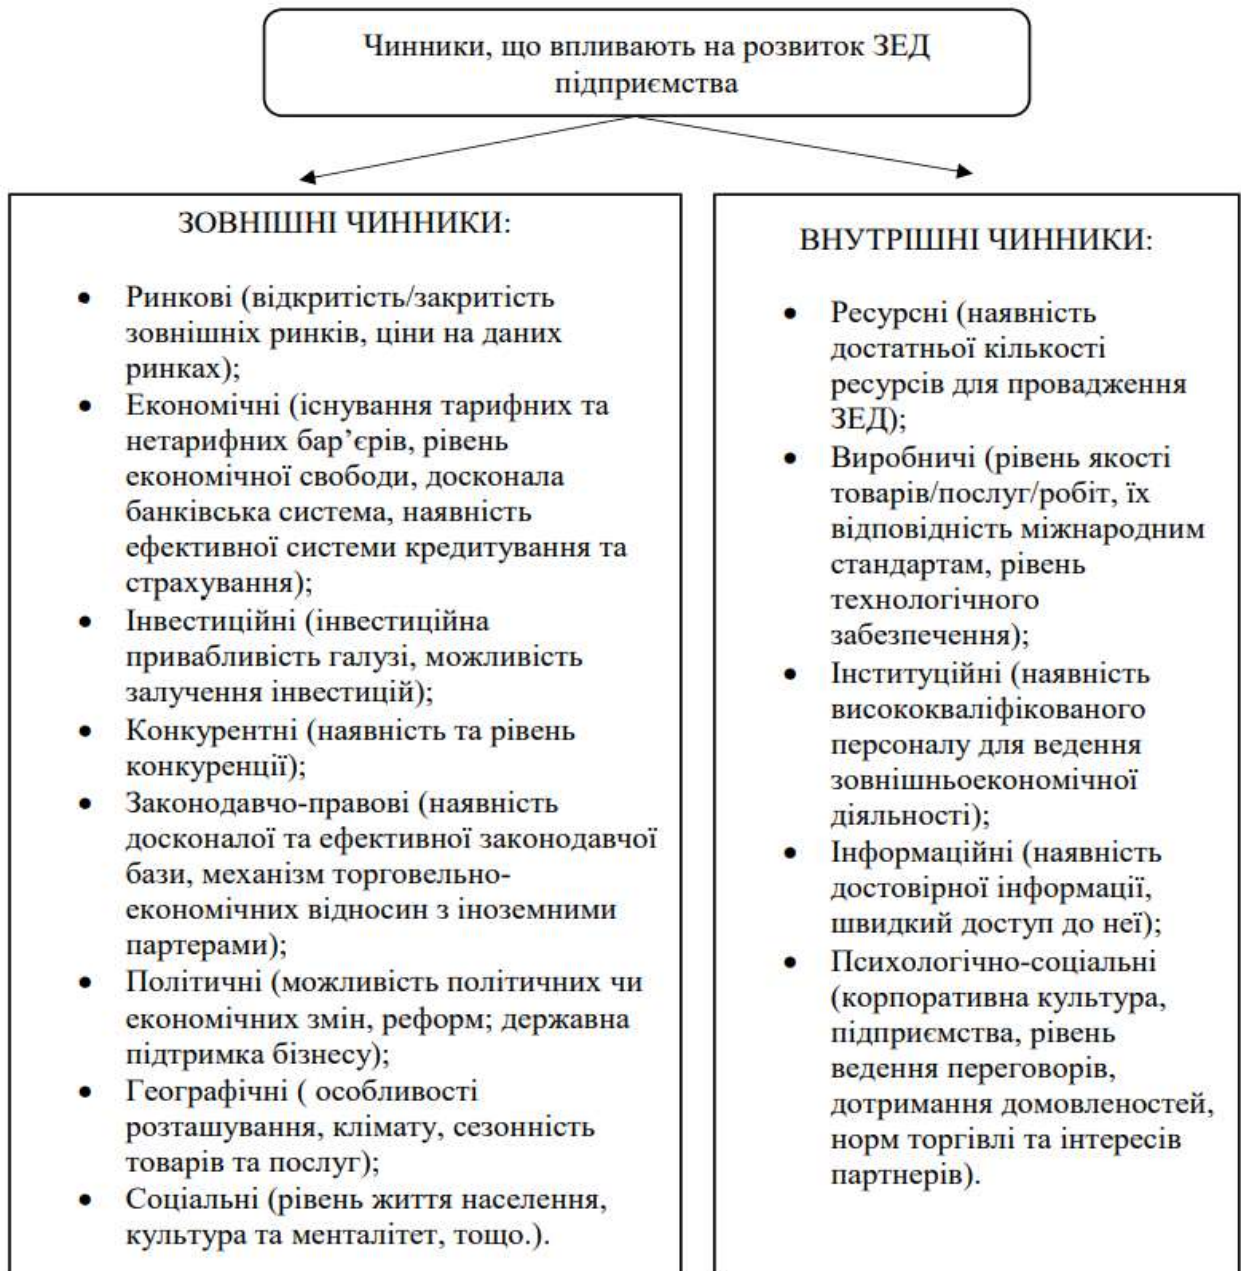 Чинники, що впливають на розвиток ЗЕД
підприємства
ЗОВНІШНІ ЧИННИКИ:
• Ринкові (відкритість/закритість
зовнішніх ринків, ціни на даних
ринках);
• Економічні (існування тарифних та
нетарифних бар’єрів, рівень
економічної свободи, досконала
банківська система, наявність
ефективної системи кредитування та
страхування);
• Інвестиційні (інвестиційна
привабливість галузі, можливість
залучення інвестицій);
• Конкурентні (наявність та рівень
конкуренції);
• Законодавчо-правові (наявність
досконалої та ефективної законодавчої
бази, механізм торговельно-
економічних відносин з іноземними
партерами);
• Політичні (можливість політичних чи
економічних змін, реформ; державна
підтримка бізнесу);
• Географічні ( особливості
розташування, клімату, сезонність
товарів та послуг);
• Соціальні (рівень життя населення,
культура та менталітет, тощо.).
ВНУТРІШНІ ЧИННИКИ:
• Ресурсні (наявність
достатньої кількості
ресурсів для провадження
ЗЕД);
• Виробничі (рівень якості
товарів/послуг/робіт, їх
відповідність міжнародним
стандартам, рівень
технологічного
забезпечення);
• Інституційні (наявність
висококваліфікованого
персоналу для ведення
зовнішньоекономічної
діяльності);
• Інформаційні (наявність
достовірної інформації,
швидкий доступ до неї);
• Психологічно-соціальні
(корпоративна культура,
підприємства, рівень
ведення переговорів,
дотримання домовленостей,
норм торгівлі та інтересів
партнерів).